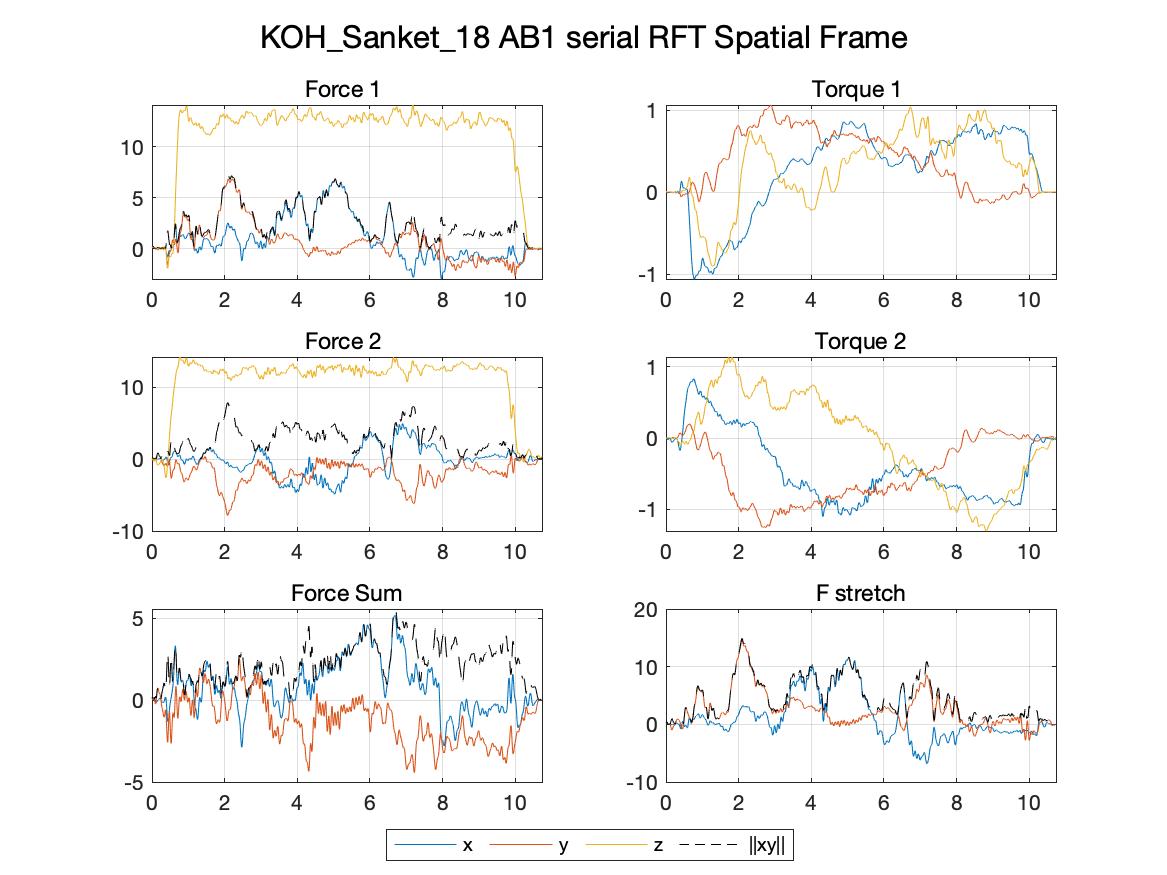 KOH_Sanket_18 AB1 serial RFT Spatial Frame
Force 1
10
5
0
0 2 4 6 8 10
Torque 1
1
0
-1
0 2 4 6 8 10
Force 2
10
0
-10
0 2 4 6 8 10
Torque 2
1
0
-1
0 2 4 6 8 10
Force Sum
5
0
-5
0 2 4 6 8 10
F stretch
20
10
0
-10
0 2 4 6 8 10
x y z ||xy||